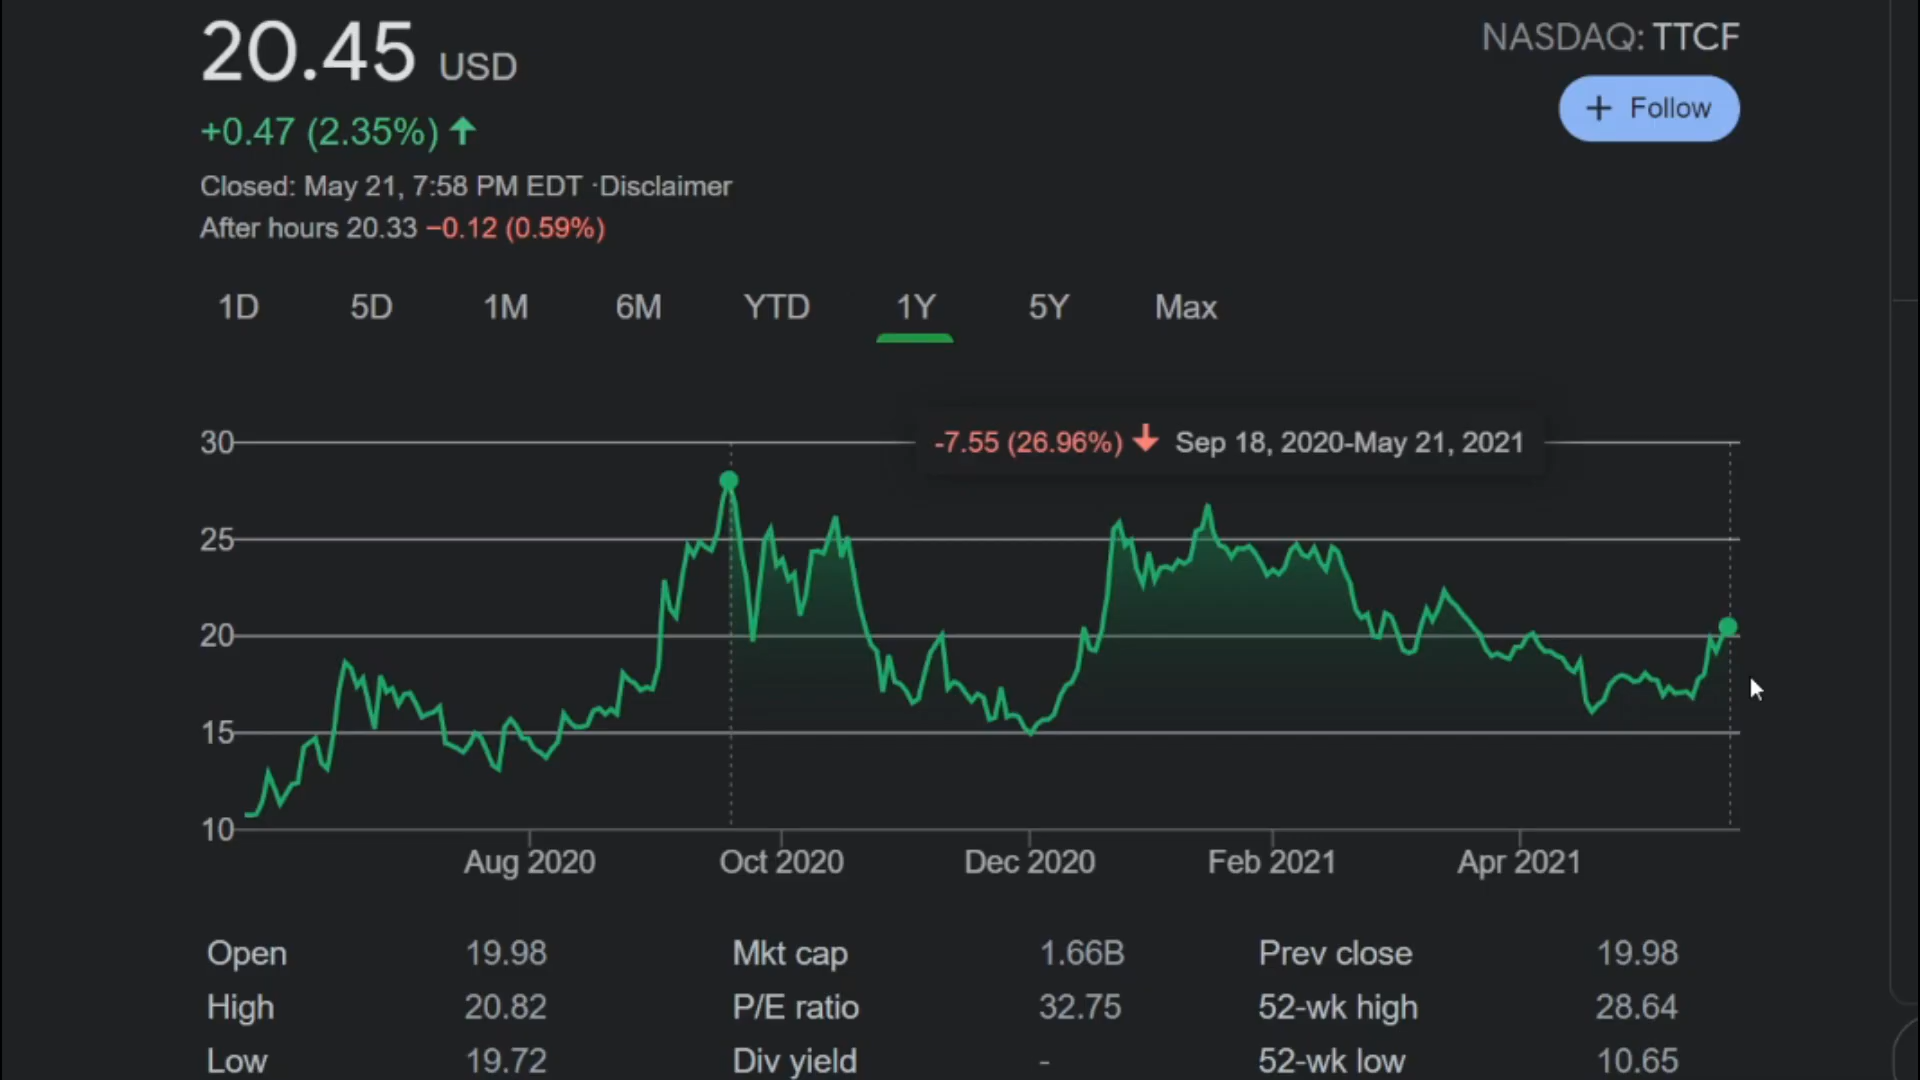 20.45 USD
NASDAQ: TTCF
+ Follow
+0.47 (2.35%) ↑
Closed: May 21, 7:58 PM EDT ·Disclaimer
After hours 20.33 −0.12 (0.59%)
1D 5D 1M 6M YTD 1Y 5Y Max
-7.55 (26.96%) ↓ Sep 18, 2020-May 21, 2021
30
25
20
15
10
Aug 2020 Oct 2020 Dec 2020 Feb 2021 Apr 2021
Open 19.98 Mkt cap 1.66B Prev close 19.98
High 20.82 P/E ratio 32.75 52-wk high 28.64
Low 19.72 Div yield - 52-wk low 10.65